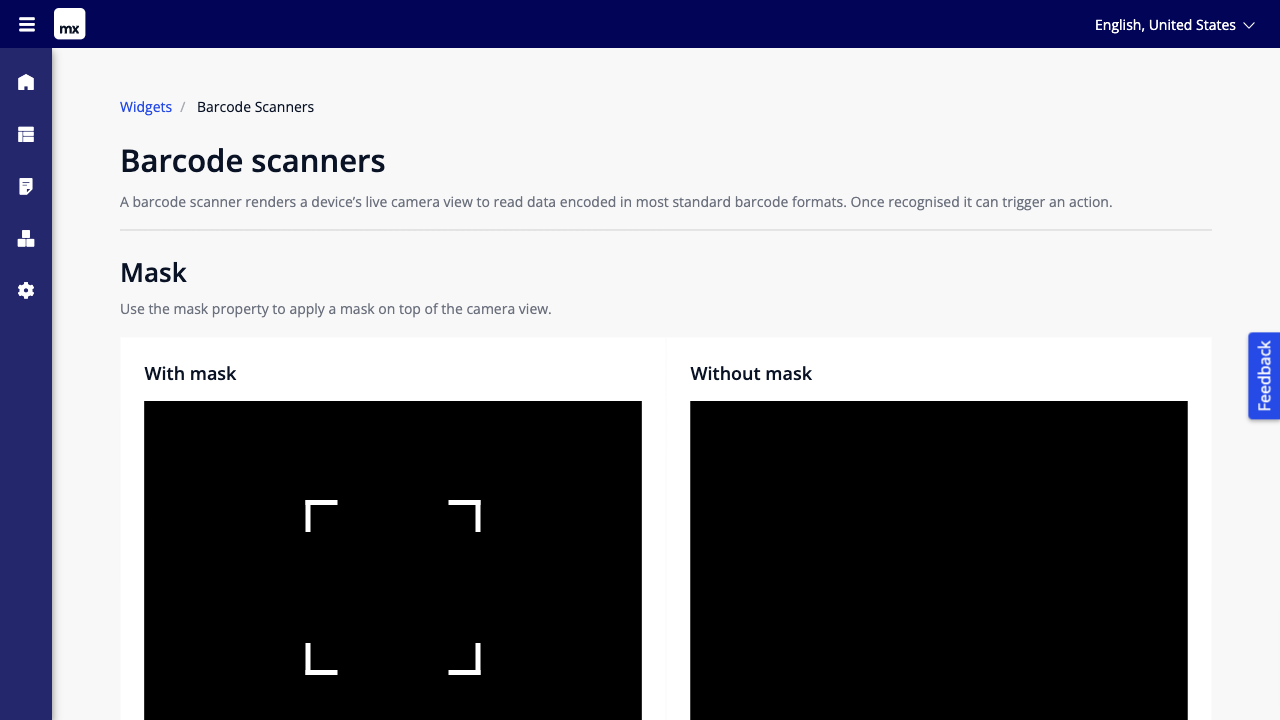 mx
English, United States
Widgets / Barcode Scanners
Barcode scanners
A barcode scanner renders a device’s live camera view to read data encoded in most standard barcode formats. Once recognised it can trigger an action.
Mask
Use the mask property to apply a mask on top of the camera view.
With mask
Without mask
Feedback